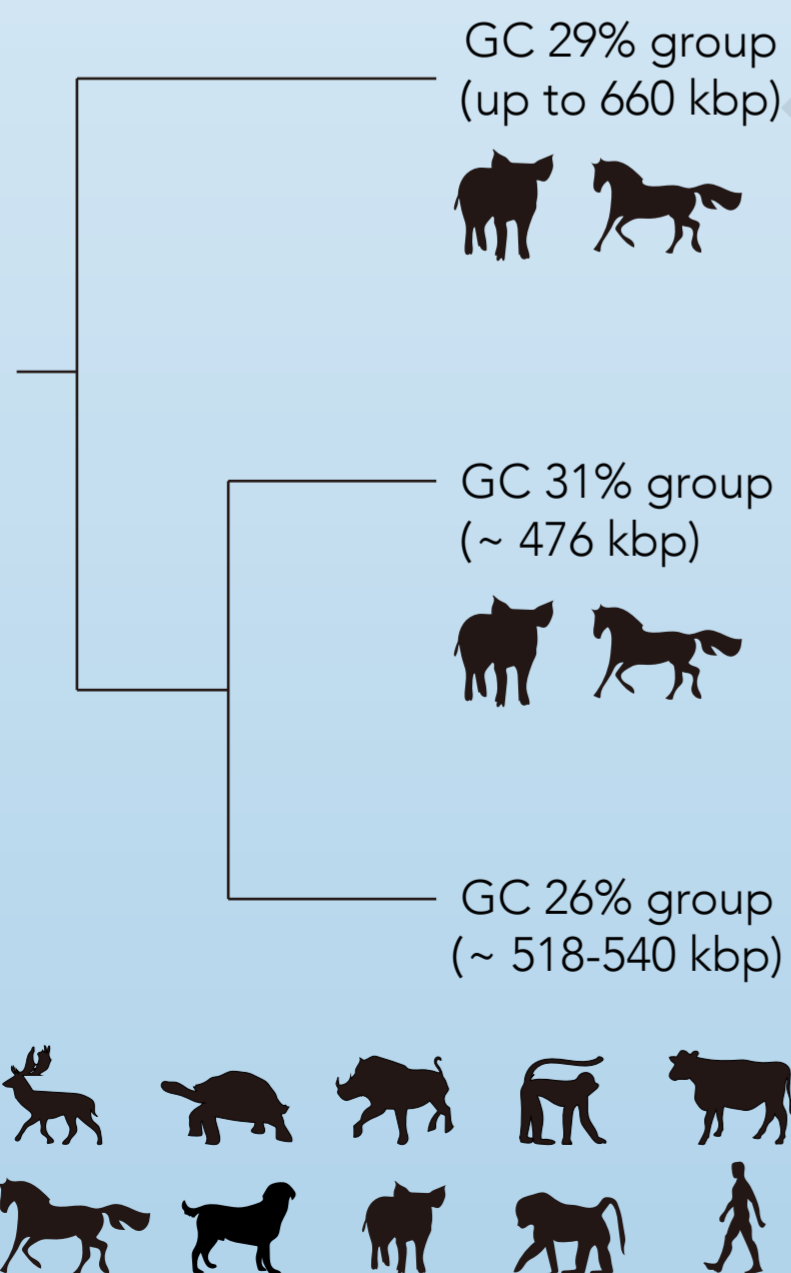 GC 29% group
(up to 660 kbp)
GC 31% group
(~ 476 kbp)
GC 26% group
(~ 518-540 kbp)